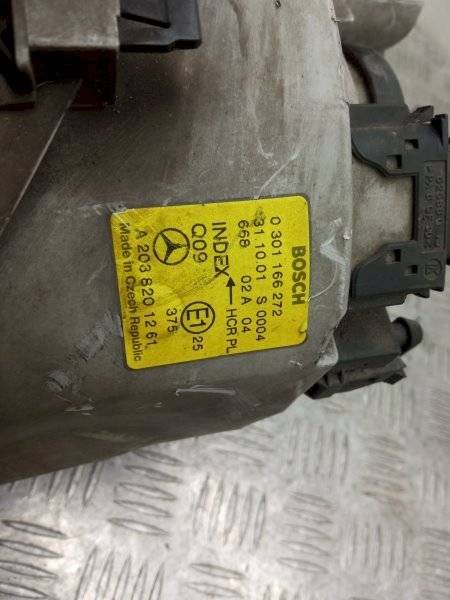 BOSCH
0 301 166 272
31.10.01 S 0004
668 02 A 04
INDEX ← HCR PL
Q09 E1 25
375
A 203 820 12 61
Made in Czech Republic